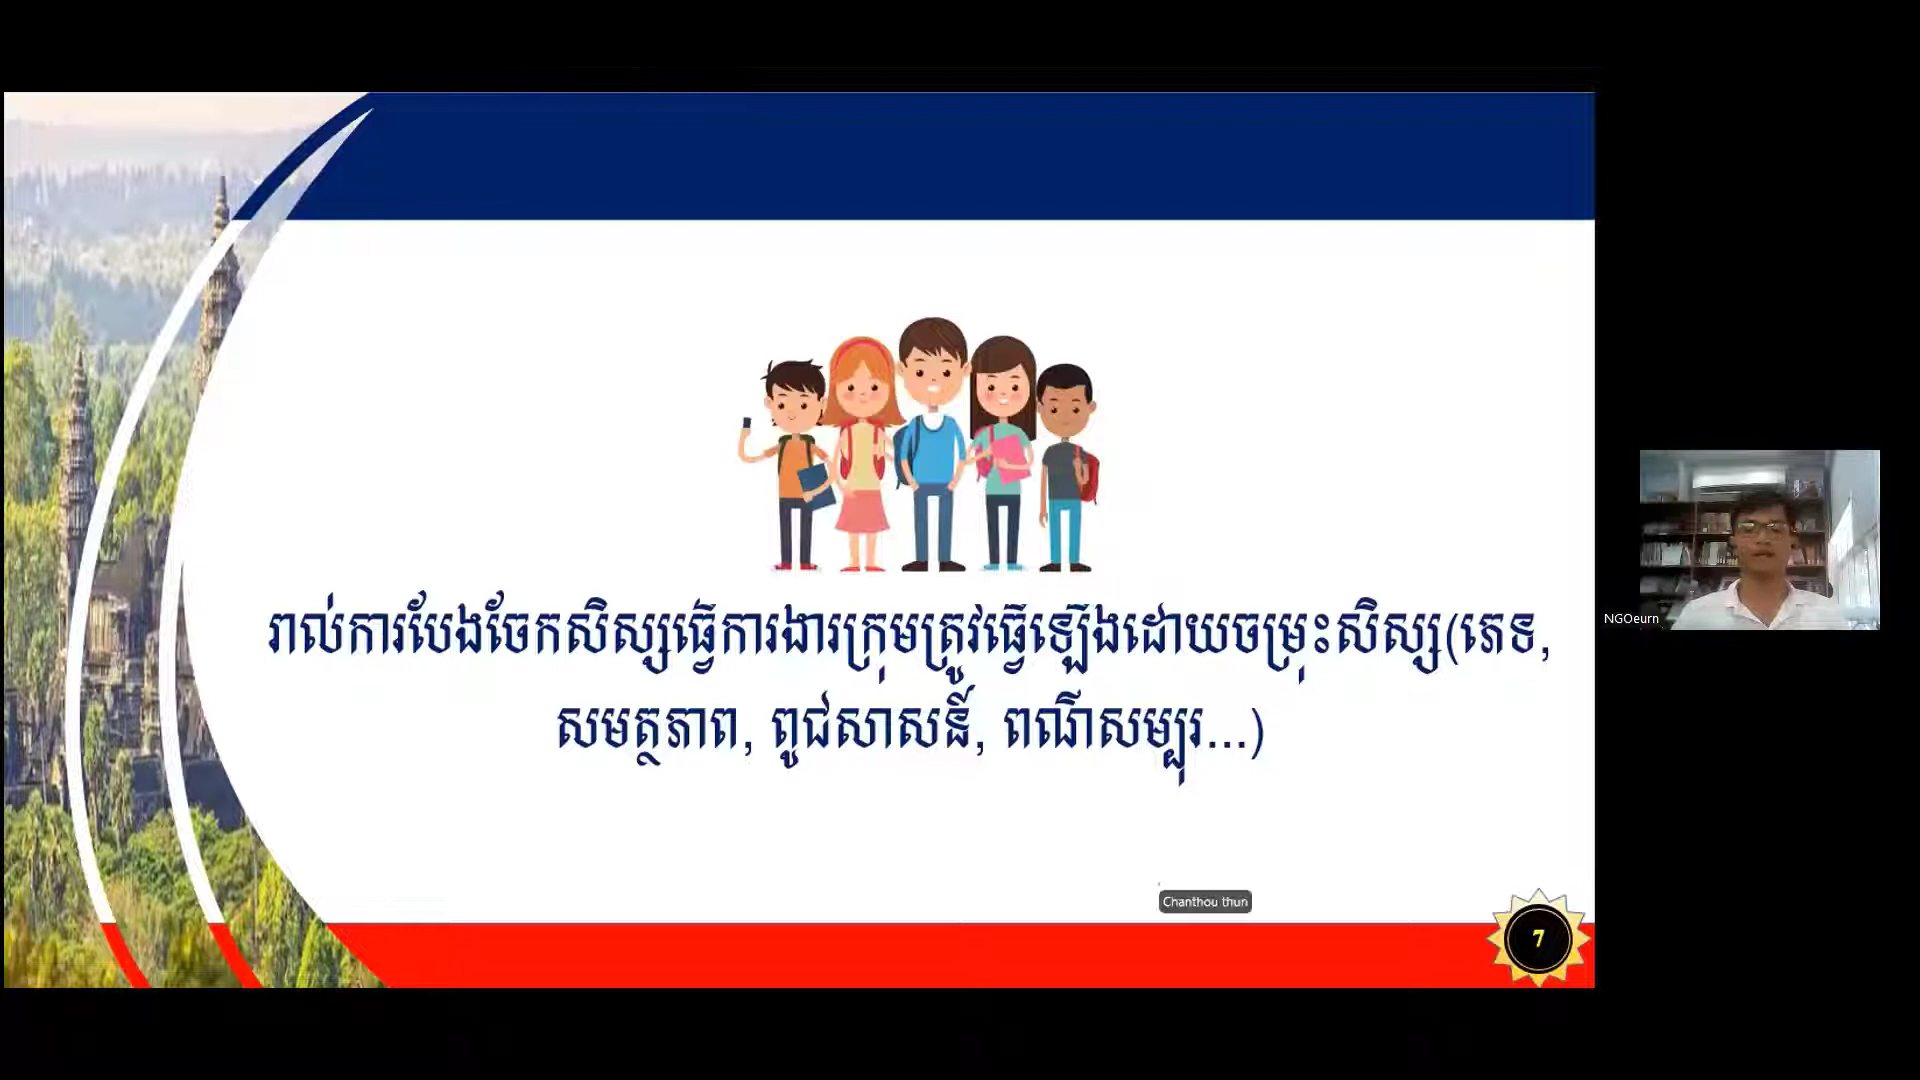 រាល់ការបែងចែកសិស្សធ្វើការងារក្រុមត្រូវធ្វើឡើងដោយចម្រុះសិស្ស(ភេទ,
សមត្ថភាព, ពូជសាសន៍, ពណ៌សម្បុរ...)
NGOeurn
Chanthou thun
7